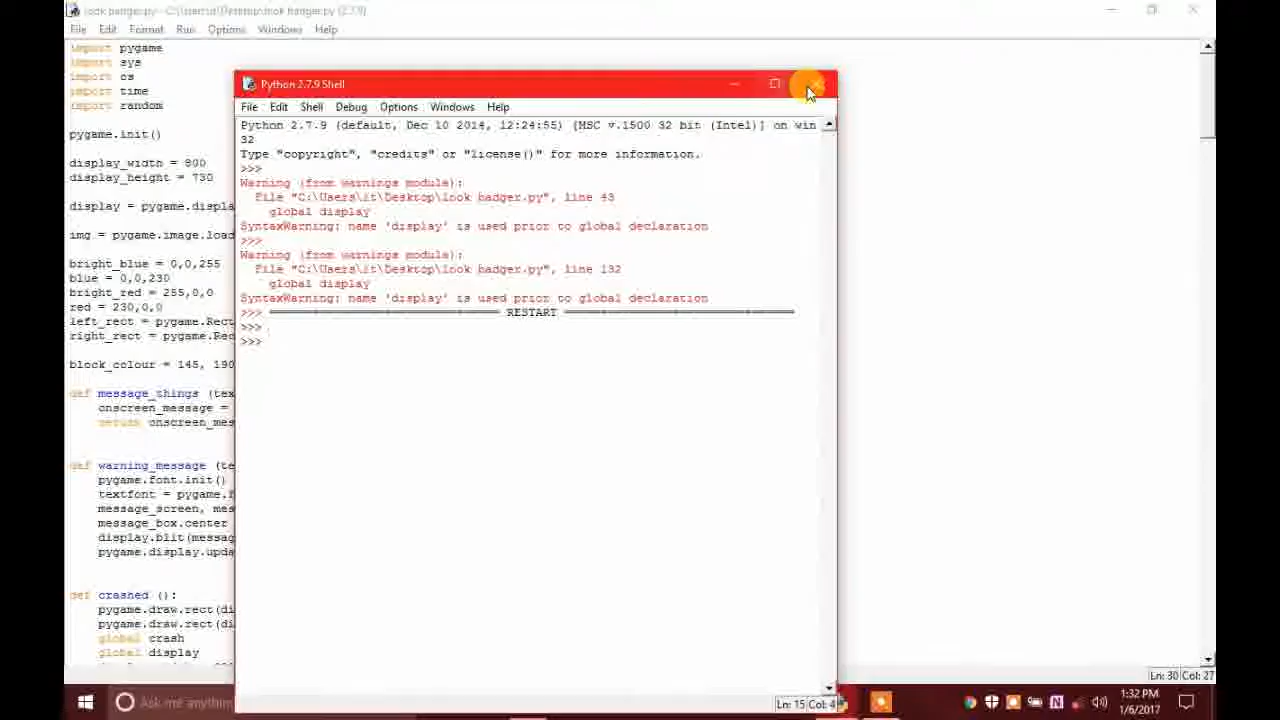 look badger.py - C:\Users\it\Desktop\look badger.py (2.7.9)
File Edit Format Run Options Windows Help
import pygame
import sys
import os
import time
import random
pygame.init()
display_width = 800
display_height = 730
display = pygame.displa
img = pygame.image.load
bright_blue = 0,0,255
blue = 0,0,230
bright_red = 255,0,0
red = 230,0,0
left_rect = pygame.Rect
right_rect = pygame.Rec
block_colour = 145, 190
def message_things (tex
onscreen_message =
return onscreen_mes
def warning_message (te
pygame.font.init()
textfont = pygame.f
message_screen, mes
message_box.center
display.blit(messag
pygame.display.upda
def crashed ():
pygame.draw.rect(di
pygame.draw.rect(di
global crash
global display
Python 2.7.9 Shell
File Edit Shell Debug Options Windows Help
Python 2.7.9 (default, Dec 10 2014, 12:24:55) [MSC v.1500 32 bit (Intel)] on win
32
Type "copyright", "credits" or "license()" for more information.
>>>
Warning (from warnings module):
File "C:\Users\it\Desktop\look badger.py", line 43
global display
SyntaxWarning: name 'display' is used prior to global declaration
>>>
Warning (from warnings module):
File "C:\Users\it\Desktop\look badger.py", line 132
global display
SyntaxWarning: name 'display' is used prior to global declaration
>>> ================================ RESTART ================================
>>>
>>>
Ln: 15 Col: 4
Ln: 30 Col: 27
Ask me anythin
1:32 PM
1/6/2017